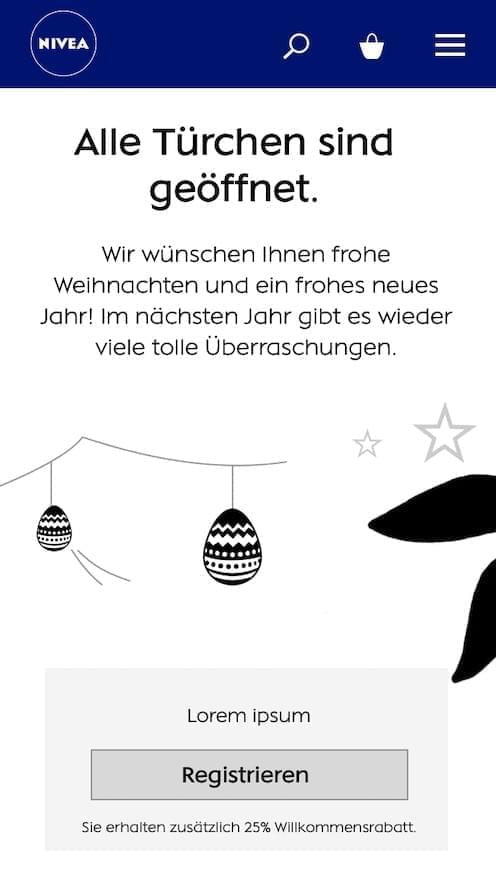 NIVEA
Alle Türchen sind
geöffnet.
Wir wünschen Ihnen frohe
Weihnachten und ein frohes neues
Jahr! Im nächsten Jahr gibt es wieder
viele tolle Überraschungen.
Lorem ipsum
Registrieren
Sie erhalten zusätzlich 25% Willkommensrabatt.